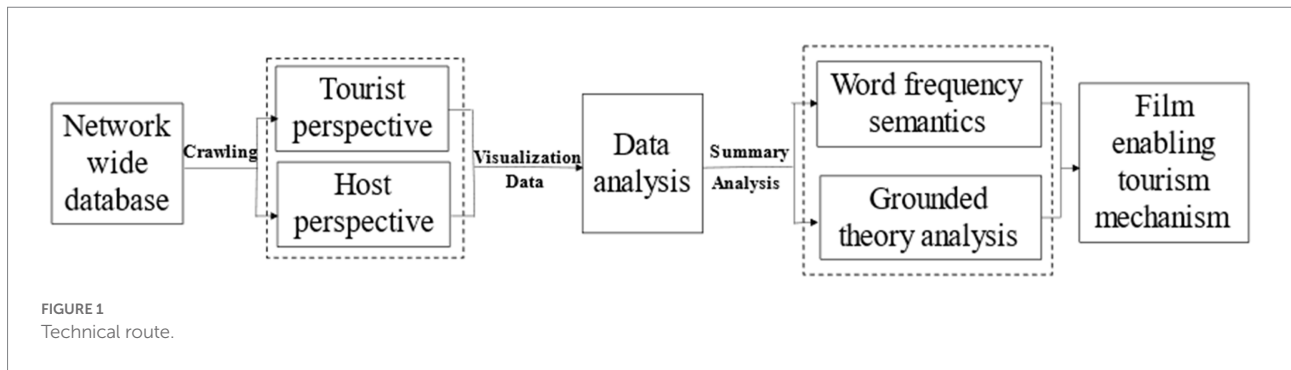 Network
wide
database
Crawling
Tourist
perspective
Host
perspective
Visualization
Data
Data
analysis
Summary
Analysis
Word frequency
semantics
Grounded
theory analysis
Film
enabling
tourism
mechanism
FIGURE 1
Technical route.